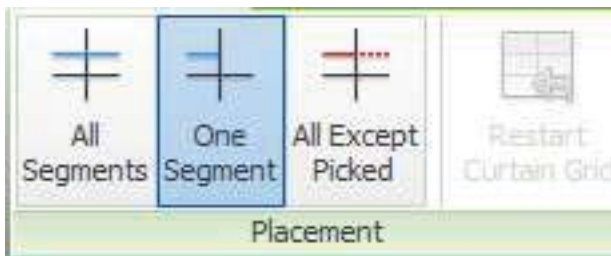 All
Segments
One
Segment
All Except
Picked
Restart
Curtain Grid
Placement